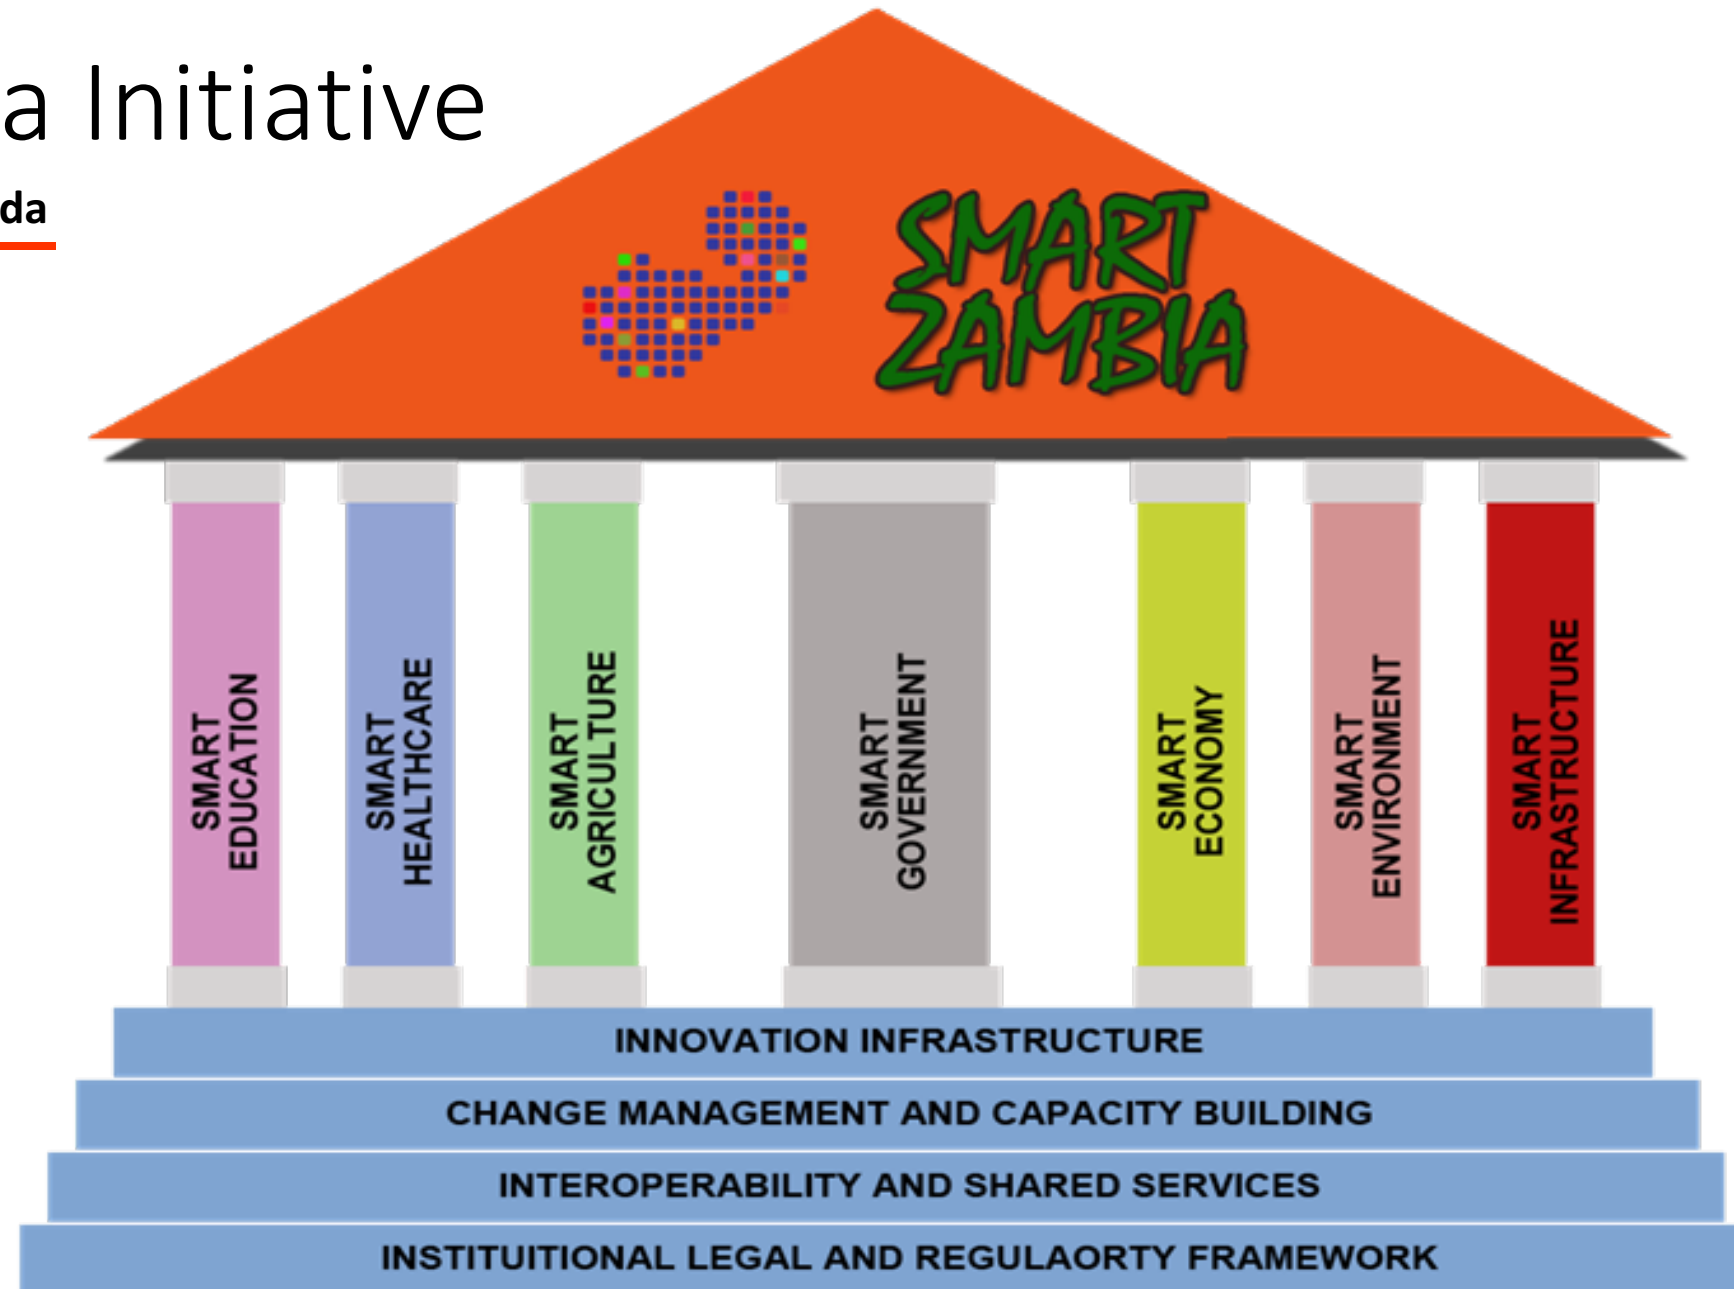 a Initiative
da
SMART
ZAMBIA
SMART
EDUCATION
SMART
HEALTHCARE
SMART
AGRICULTURE
SMART
GOVERNMENT
SMART
ECONOMY
SMART
ENVIRONMENT
SMART
INFRASTRUCTURE
INNOVATION INFRASTRUCTURE
CHANGE MANAGEMENT AND CAPACITY BUILDING
INTEROPERABILITY AND SHARED SERVICES
INSTITUITIONAL LEGAL AND REGULAORTY FRAMEWORK